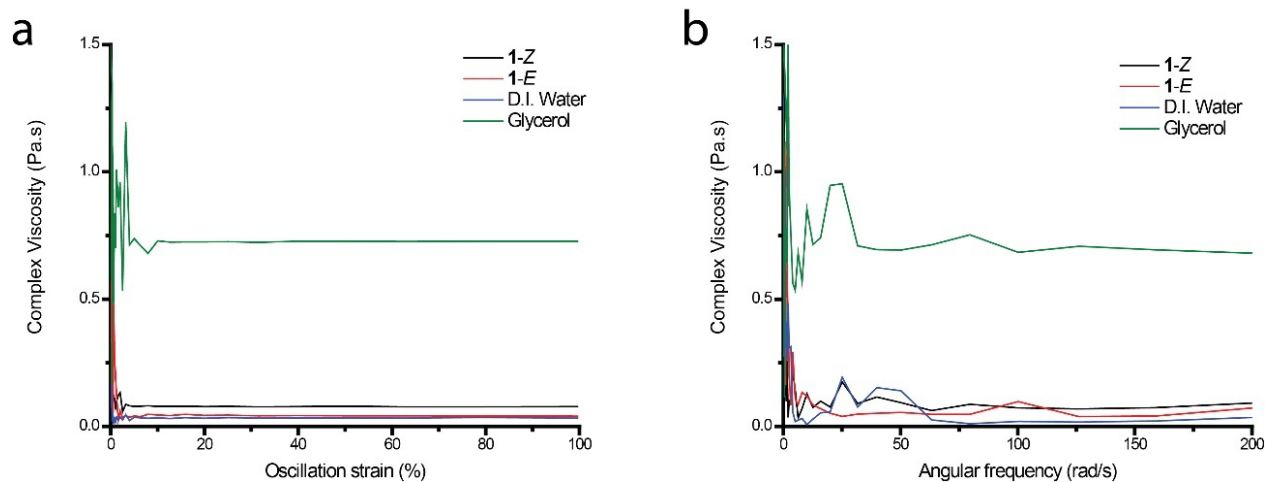 a
1.5
1.0
0.5
0.0
Complex Viscosity (Pa.s)
1-Z
1-E
D.I. Water
Glycerol
0
20
40
60
80
100
Oscillation strain (%)
b
1.5
1.0
0.5
0.0
Complex Viscosity (Pa.s)
1-Z
1-E
D.I. Water
Glycerol
0
50
100
150
200
Angular frequency (rad/s)